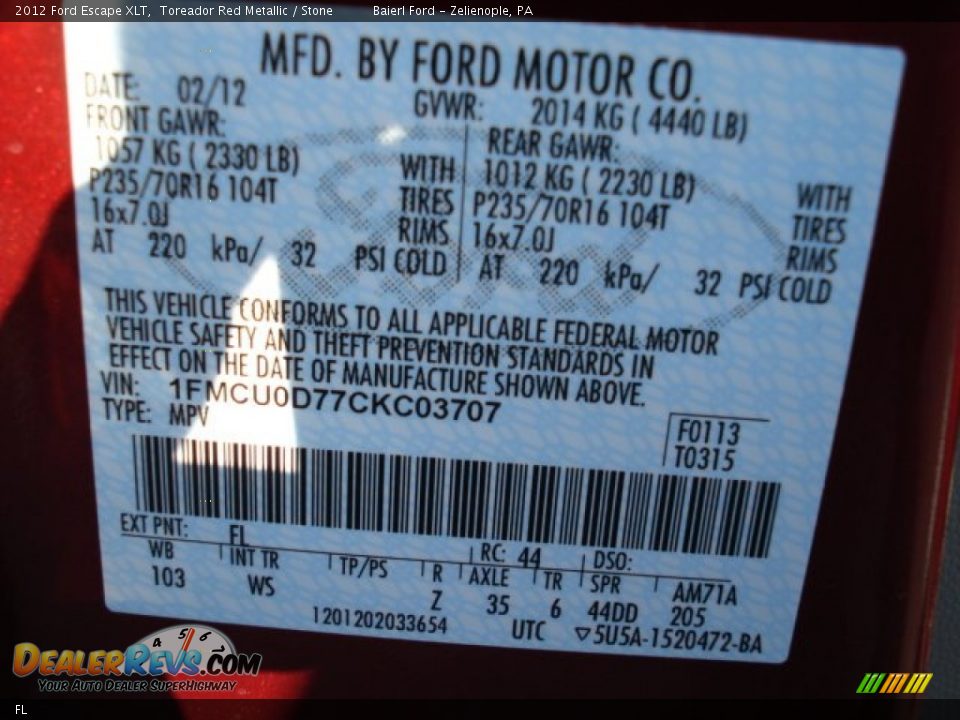 2012 Ford Escape XLT, Toreador Red Metallic / Stone Baierl Ford - Zelienople, PA
MFD. BY FORD MOTOR CO.
DATE: 02/12 GVWR: 2014 KG ( 4440 LB)
FRONT GAWR: REAR GAWR:
1057 KG ( 2330 LB) WITH 1012 KG ( 2230 LB) WITH
P235/70R16 104T TIRES P235/70R16 104T TIRES
16x7.0J RIMS 16x7.0J RIMS
AT 220 kPa/ 32 PSI COLD AT 220 kPa/ 32 PSI COLD
THIS VEHICLE CONFORMS TO ALL APPLICABLE FEDERAL MOTOR
VEHICLE SAFETY AND THEFT PREVENTION STANDARDS IN
EFFECT ON THE DATE OF MANUFACTURE SHOWN ABOVE.
VIN: 1FMCU0D77CKC03707
TYPE: MPV
F0113
T0315
EXT PNT: FL RC: 44 DSO:
WB INT TR TP/PS R AXLE TR SPR AM71A
103 WS Z 35 6 44DD 205
1201202033654 UTC ▽5U5A-1520472-BA
4 5 6
DEALERREVS.COM
YOUR AUTO DEALER SUPERHIGHWAY
FL